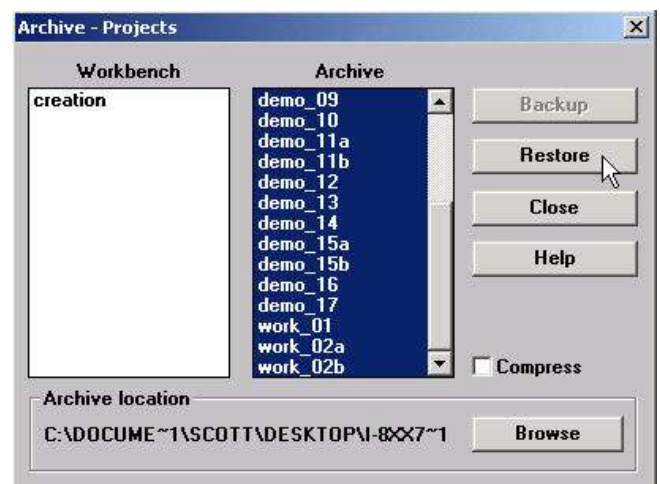 Archive - Projects
Workbench
Archive
creation
demo_09
demo_10
demo_11a
demo_11b
demo_12
demo_13
demo_14
demo_15a
demo_15b
demo_16
demo_17
work_01
work_02a
work_02b
Backup
Restore
Close
Help
Compress
Archive location
C:\DOCUME~1\SCOTT\DESKTOP\I-8XX7~1
Browse